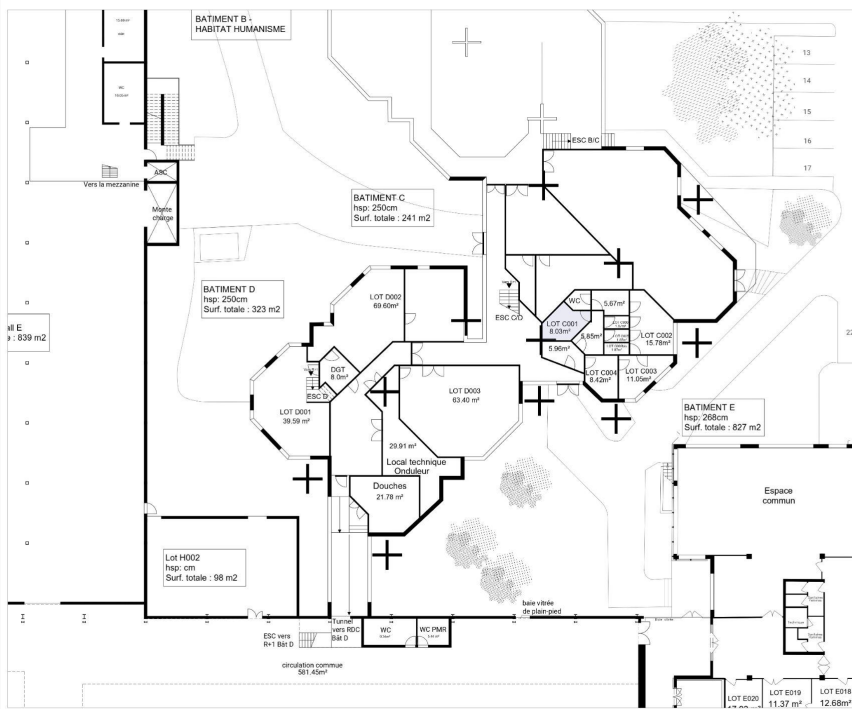 BATIMENT B -
HABITAT HUMANISME
WC
ASC
Vers la mezzanine
Monte
charge
ESC B/C
13
14
15
16
17
BATIMENT C
hsp: 250cm
Surf. totale : 241 m2
BATIMENT D
hsp: 250cm
Surf. totale : 323 m2
all E
e : 839 m2
LOT D002
69.60m²
ESC C/D
WC
5.67m²
LOT C001
8.03m²
5.85m²
LOT C002
15.78m²
5.96m²
LOT C004
8.42m²
LOT C003
11.05m²
22
DGT
8.0m²
ESC D
LOT D001
39.59 m²
LOT D003
63.40 m²
BATIMENT E
hsp: 268cm
Surf. totale : 827 m2
29.91 m²
Local technique
Onduleur
Douches
21.78 m²
Espace
commun
Lot H002
hsp: cm
Surf. totale : 98 m2
baie vitrée
de plain-pied
ESC vers
R+1 Bât D
Tunnel
vers RDC
Bât D
WC
WC PMR
circulation commue
581.45m²
LOT E020
LOT E019
11.37 m²
LOT E018
12.68m²